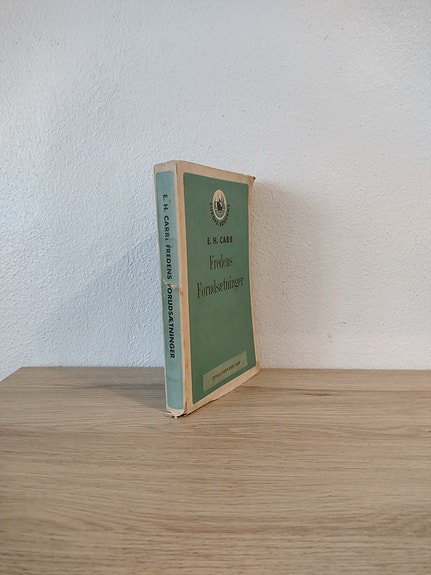 E. H. CARR: FREDENS FORUDSÆTNINGER
E. H. CARR
Fredens
Forudsætninger